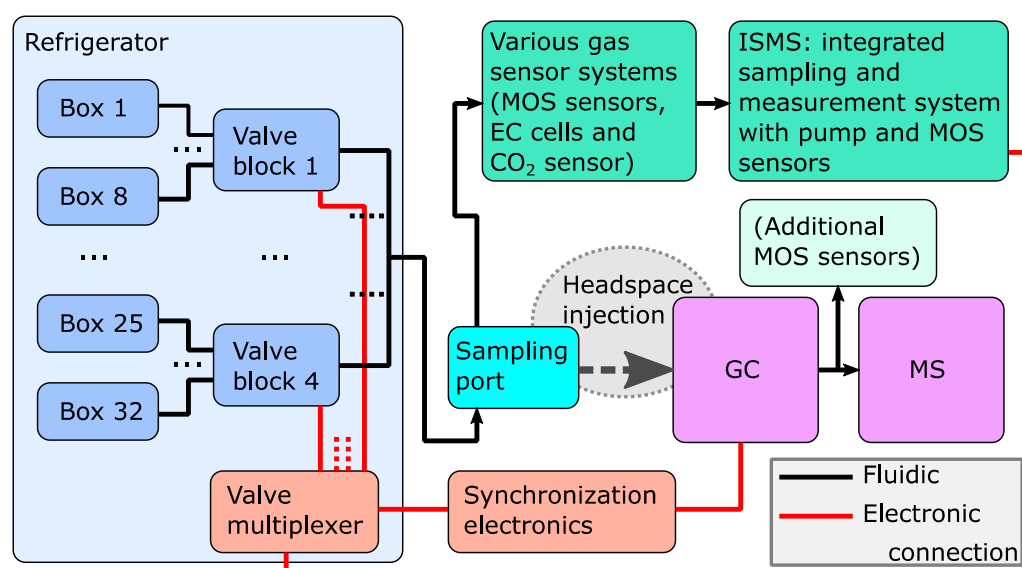 Refrigerator
Box 1
...
Box 8
...
Box 25
...
Box 32
Valve
block 1
...
Valve
block 4
Valve
multiplexer
Various gas
sensor systems
(MOS sensors,
EC cells and
CO₂ sensor)
ISMS: integrated
sampling and
measurement system
with pump and MOS
sensors
(Additional
MOS sensors)
Headspace
injection
Sampling
port
GC
MS
Synchronization
electronics
Fluidic
Electronic
connection